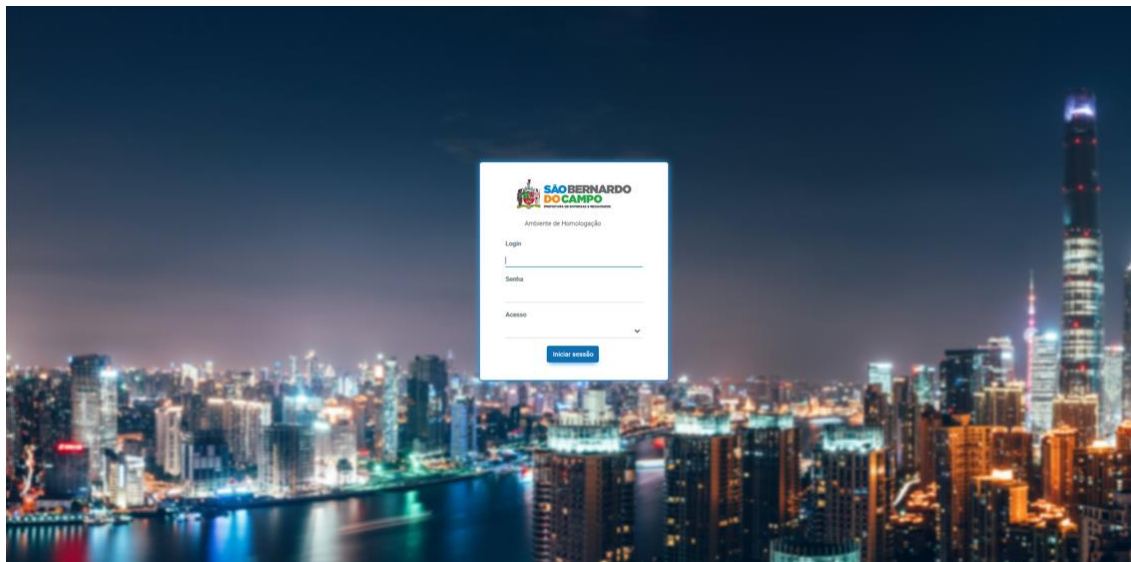 SÃO BERNARDO
DO CAMPO
Ambiente de Homologação
Login
Senha
Acesso
Iniciar sessão